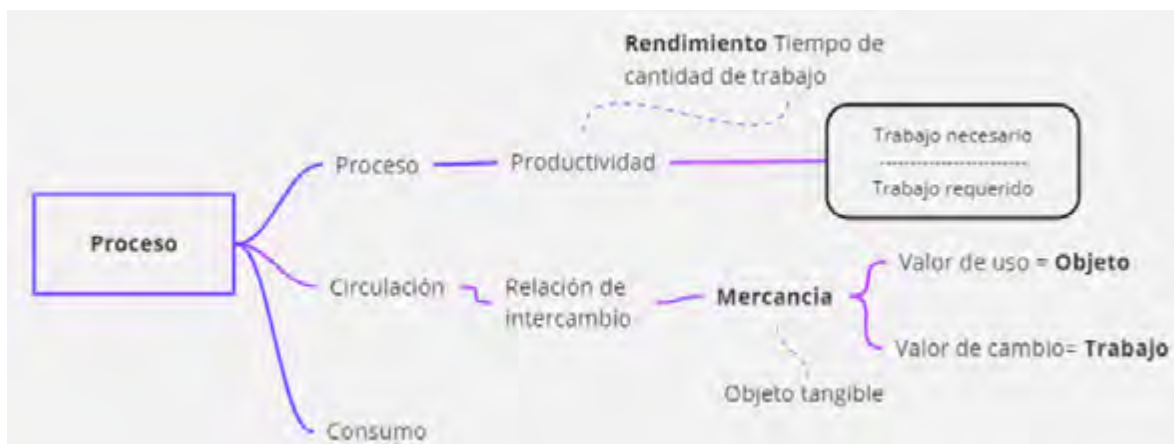 Rendimiento Tiempo de
cantidad de trabajo
Trabajo necesario
Trabajo requerido
Proceso
Productividad
Proceso
Circulación
Relación de
intercambio
Mercancia
Valor de uso = Objeto
Valor de cambio= Trabajo
Objeto tangible
Consumo